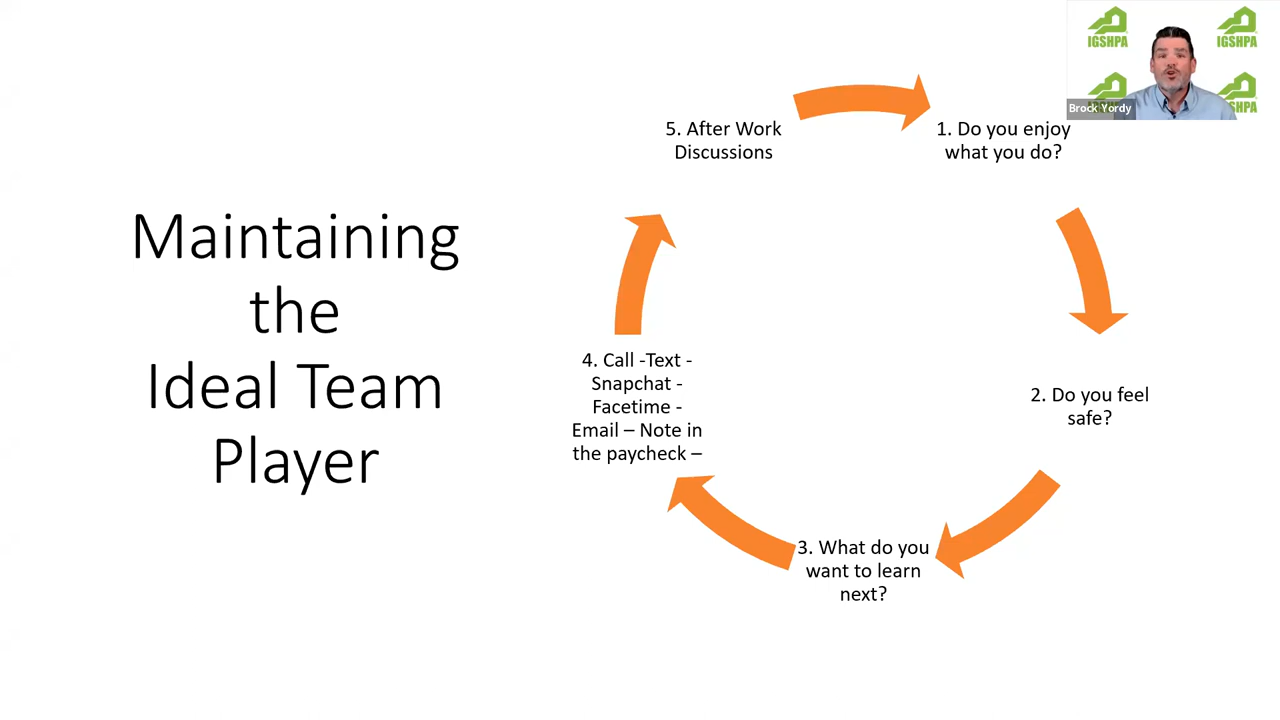 Maintaining
the
Ideal Team
Player
1. Do you enjoy
what you do?
2. Do you feel
safe?
3. What do you
want to learn
next?
4. Call -Text -
Snapchat -
Facetime -
Email – Note in
the paycheck –
5. After Work
Discussions
IGSHPA
IGSHPA
IGSHPA
Brock Yordy